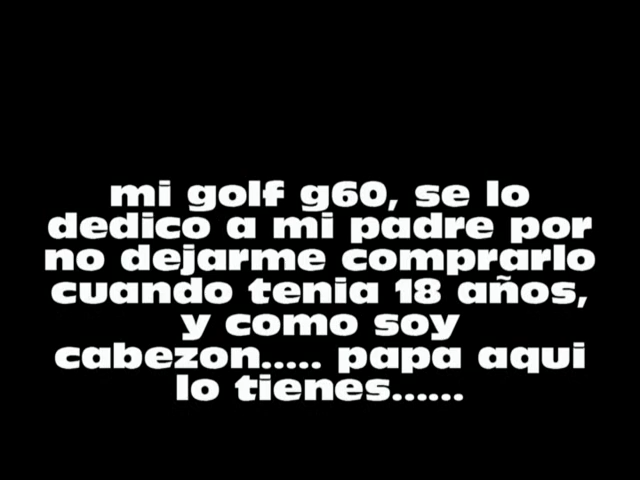 mi golf g60, se lo
dedico a mi padre por
no dejarme comprarlo
cuando tenia 18 años,
y como soy
cabezon..... papa aqui
lo tienes......